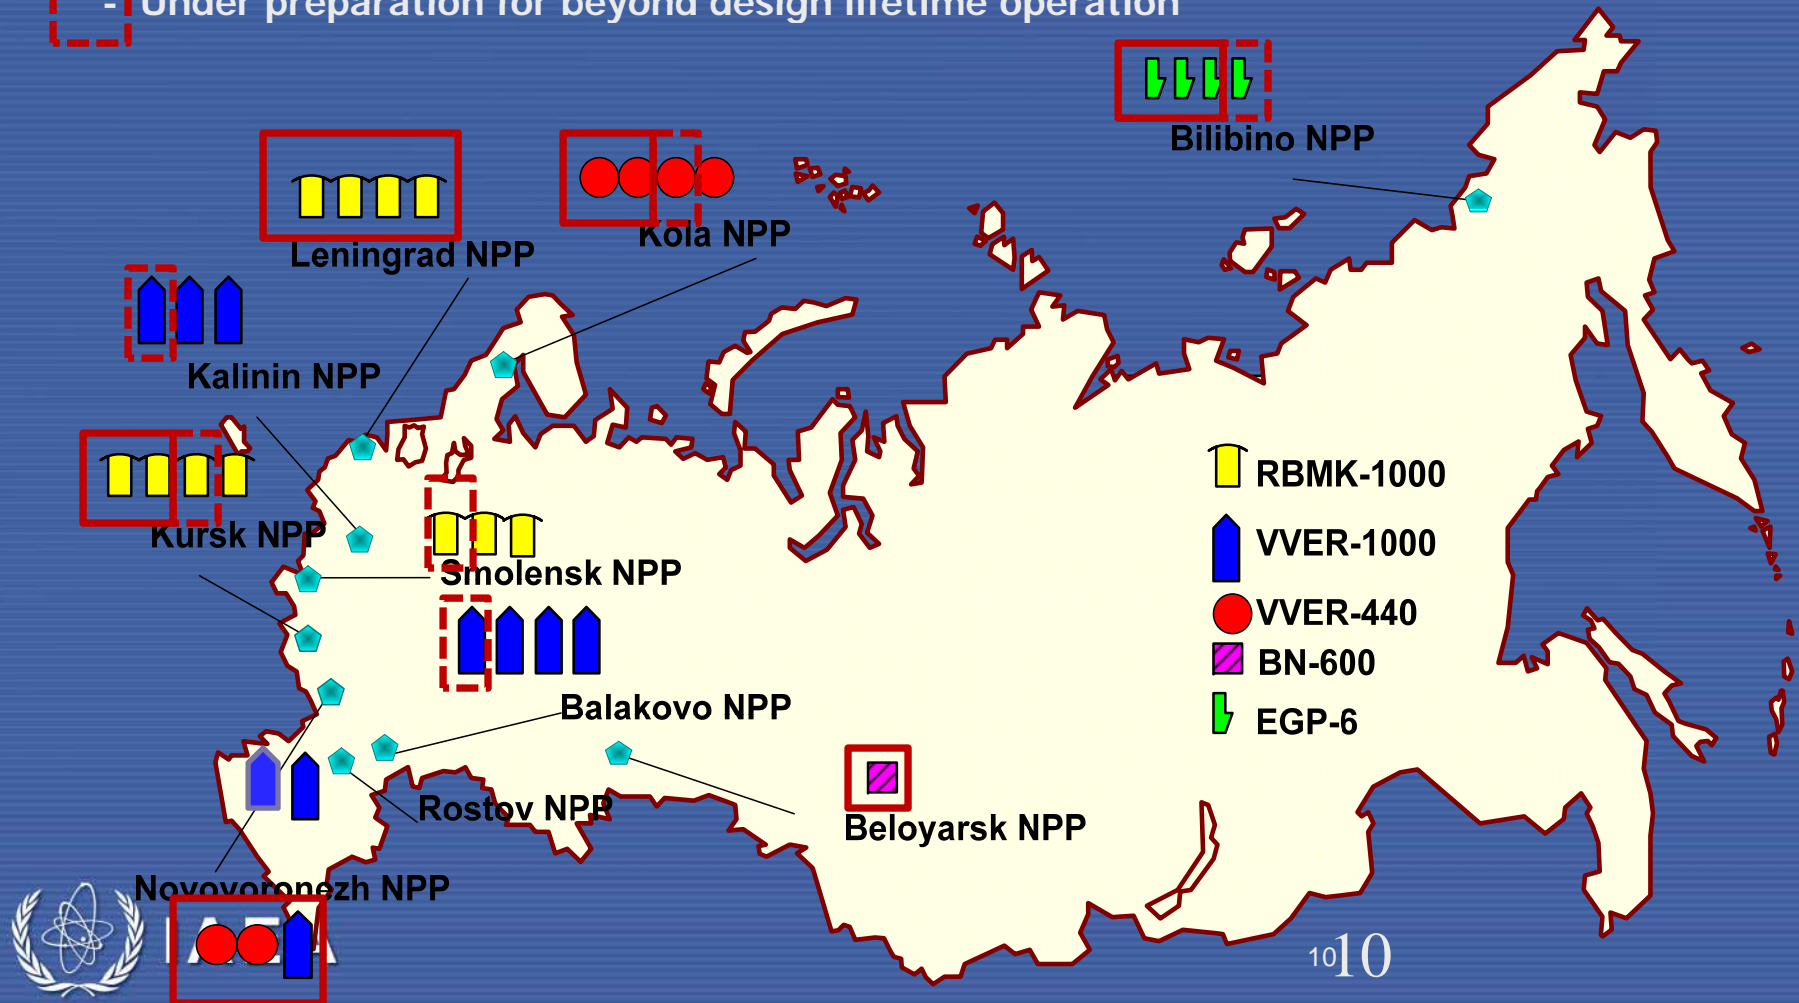 - Under preparation for beyond design lifetime operation
Bilibino NPP
Leningrad NPP
Kola NPP
Kalinin NPP
Kursk NPP
Smolensk NPP
Balakovo NPP
Rostov NPP
Beloyarsk NPP
Novovoronezh NPP
RBMK-1000
VVER-1000
VVER-440
BN-600
EGP-6
IAEA
10
10